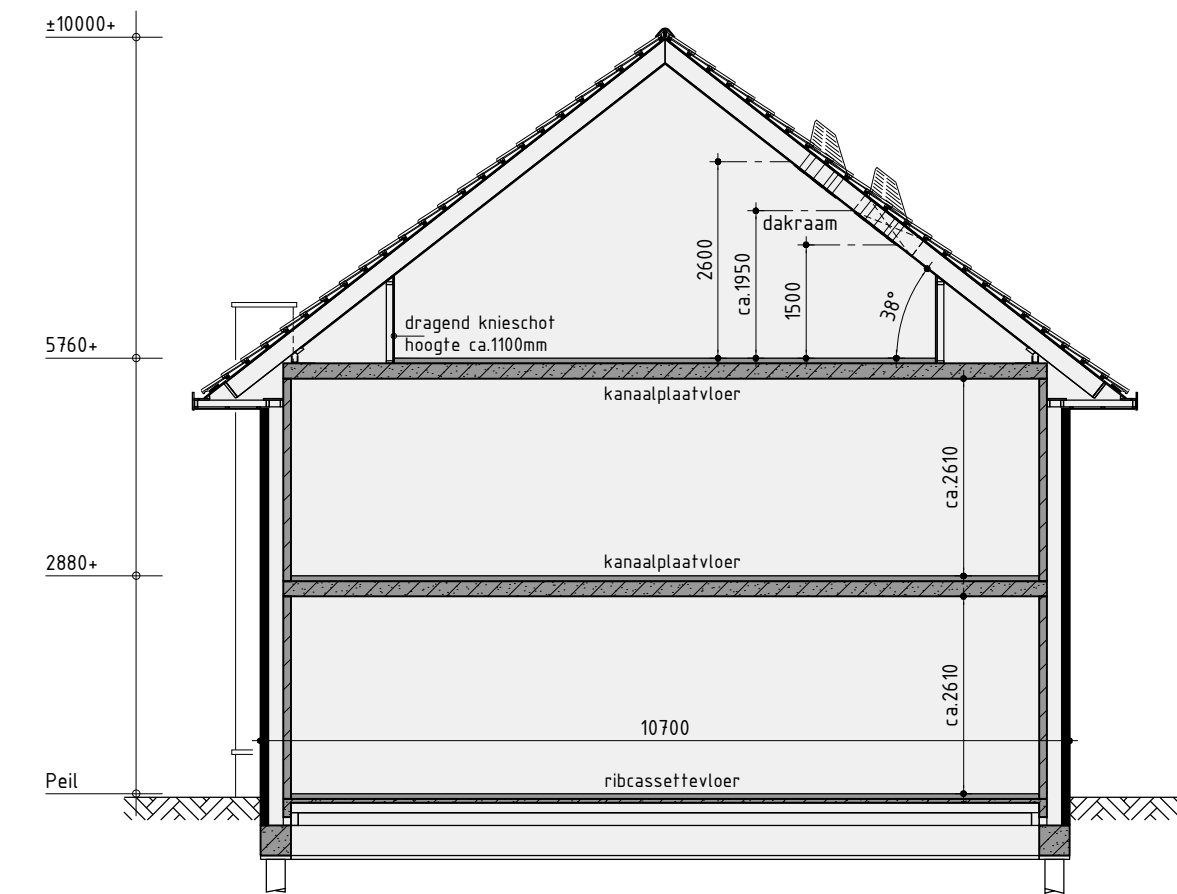 ±10000+
2600
ca.1950
dakraam
1500
38°
dragend knieschot
hoogte ca.1100mm
5760+
kanaalplaatvloer
ca.2610
2880+
kanaalplaatvloer
ca.2610
10700
Peil
ribcassettevloer